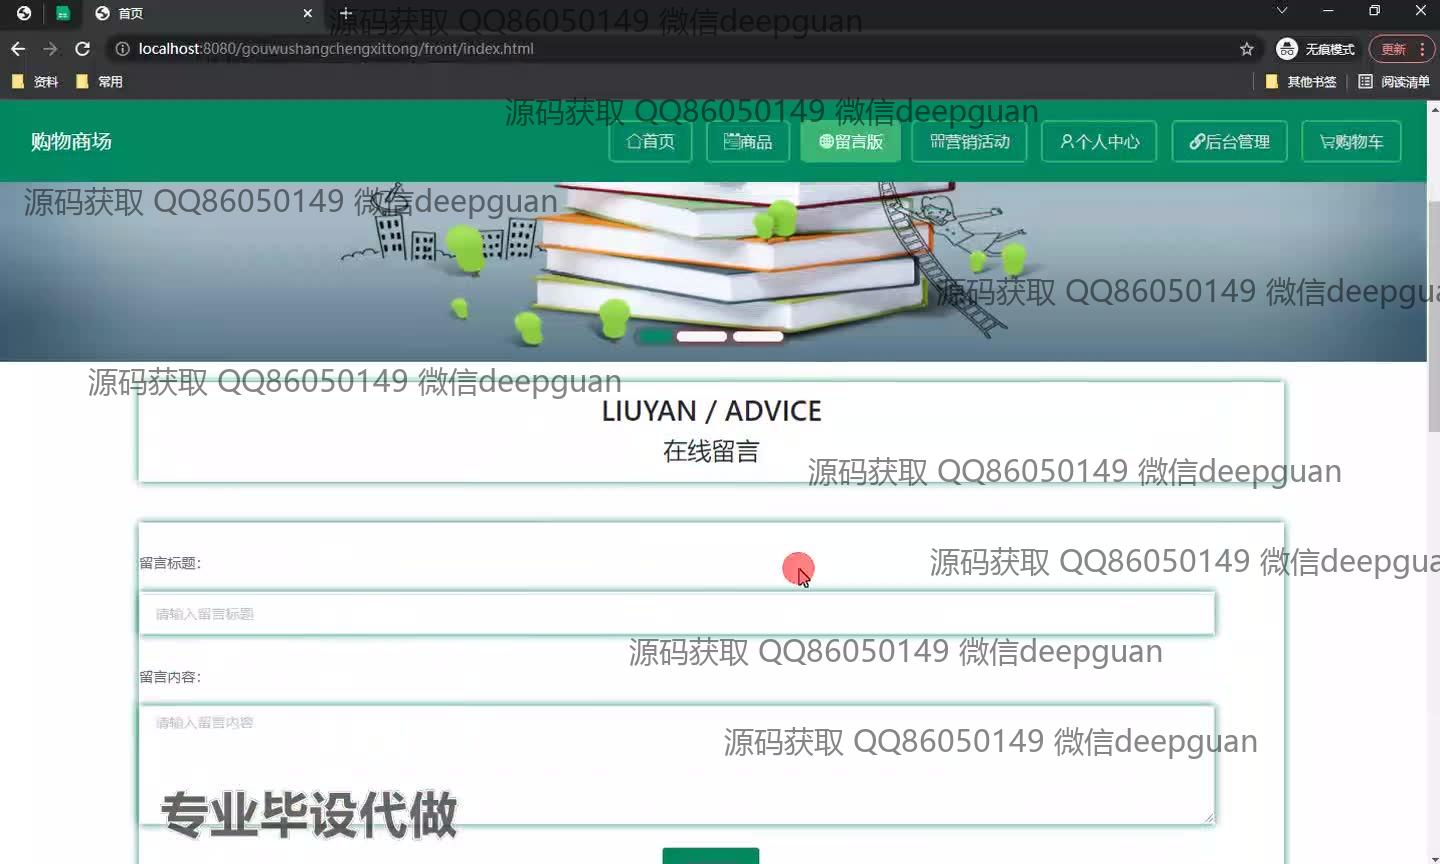 首页
源码获取 QQ86050149 微信deepguan
localhost:8080/gouwushangchengxittong/front/index.html
无痕模式
更新
资料
常用
其他书签
阅读清单
源码获取 QQ86050149 微信deepguan
购物商场
首页
商品
留言版
营销活动
个人中心
后台管理
购物车
源码获取 QQ86050149 微信deepguan
源码获取 QQ86050149 微信deepgua
源码获取 QQ86050149 微信deepguan
LIUYAN / ADVICE
在线留言
源码获取 QQ86050149 微信deepguan
留言标题:
源码获取 QQ86050149 微信deepgua
请输入留言标题
源码获取 QQ86050149 微信deepguan
留言内容:
请输入留言内容
源码获取 QQ86050149 微信deepguan
专业毕设代做